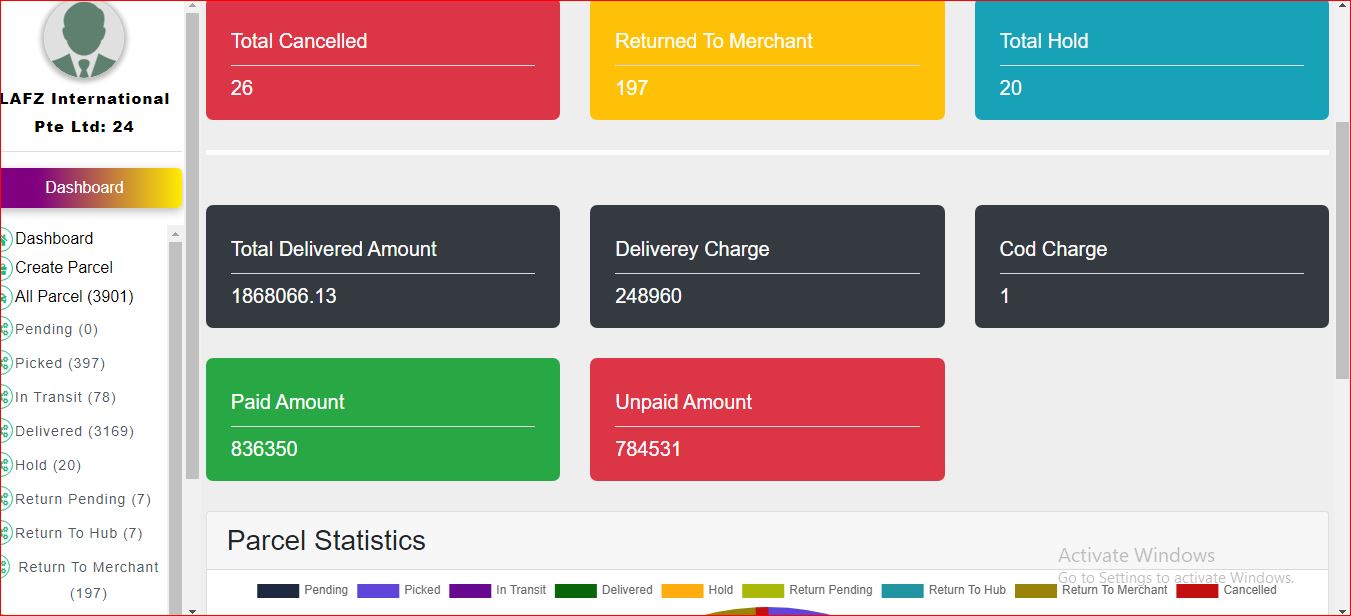 LAFZ International
Pte Ltd: 24
Dashboard
Dashboard
Create Parcel
All Parcel (3901)
Pending (0)
Picked (397)
In Transit (78)
Delivered (3169)
Hold (20)
Return Pending (7)
Return To Hub (7)
Return To Merchant
(197)
Total Cancelled
26
Returned To Merchant
197
Total Hold
20
Total Delivered Amount
1868066.13
Deliverey Charge
248960
Cod Charge
1
Paid Amount
836350
Unpaid Amount
784531
Parcel Statistics
Pending Picked In Transit Delivered Hold Return Pending Return To Hub Return To Merchant Cancelled
Activate Windows
Go to Settings to activate Windows.